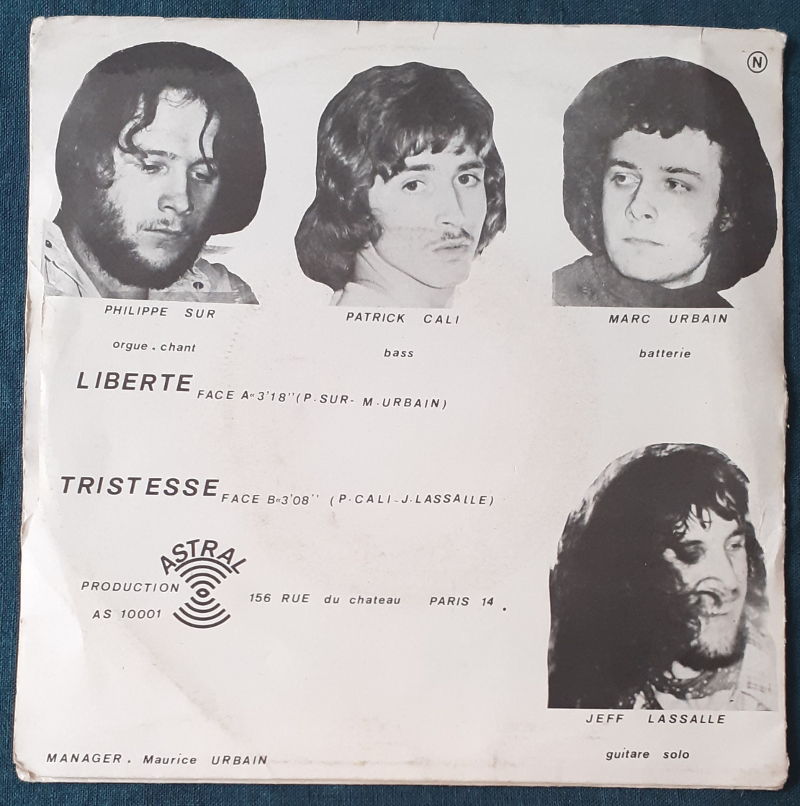 N
PHILIPPE SUR
orgue . chant
PATRICK CALI
bass
MARC URBAIN
batterie
LIBERTE FACE A«3'18''(P.SUR- M.URBAIN)
TRISTESSE FACE B«3'08'' (P.CALI-J.LASSALLE)
ASTRAL
PRODUCTION
AS 10001
156 RUE du chateau PARIS 14 .
JEFF LASSALLE
guitare solo
MANAGER . Maurice URBAIN